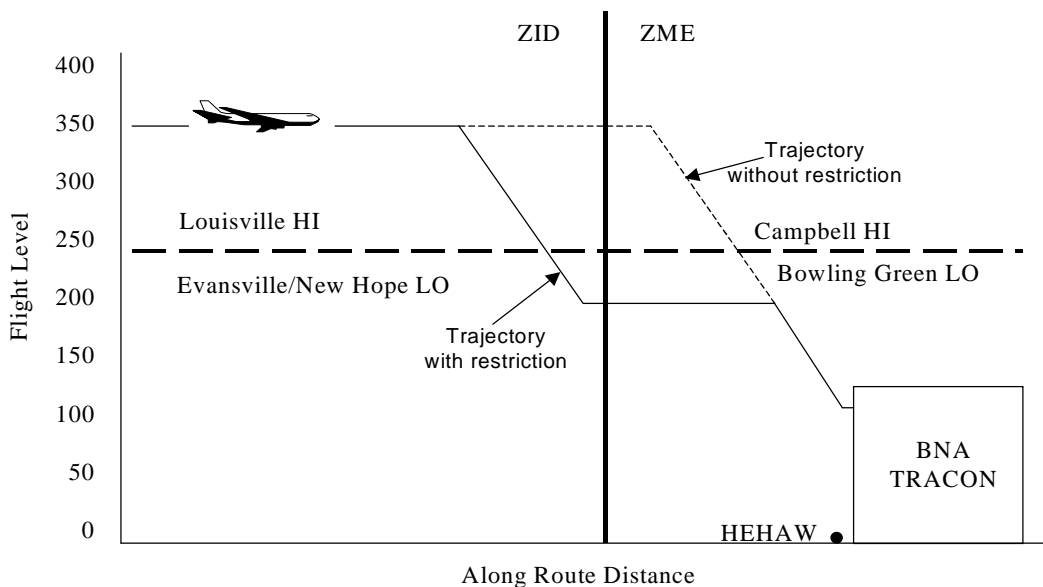 ZID
ZME
400
350
300
250
200
150
100
50
0
Flight Level
Trajectory
without restriction
Louisville HI
Campbell HI
Evansville/New Hope LO
Bowling Green LO
Trajectory
with restriction
BNA
TRACON
HEHAW
Along Route Distance